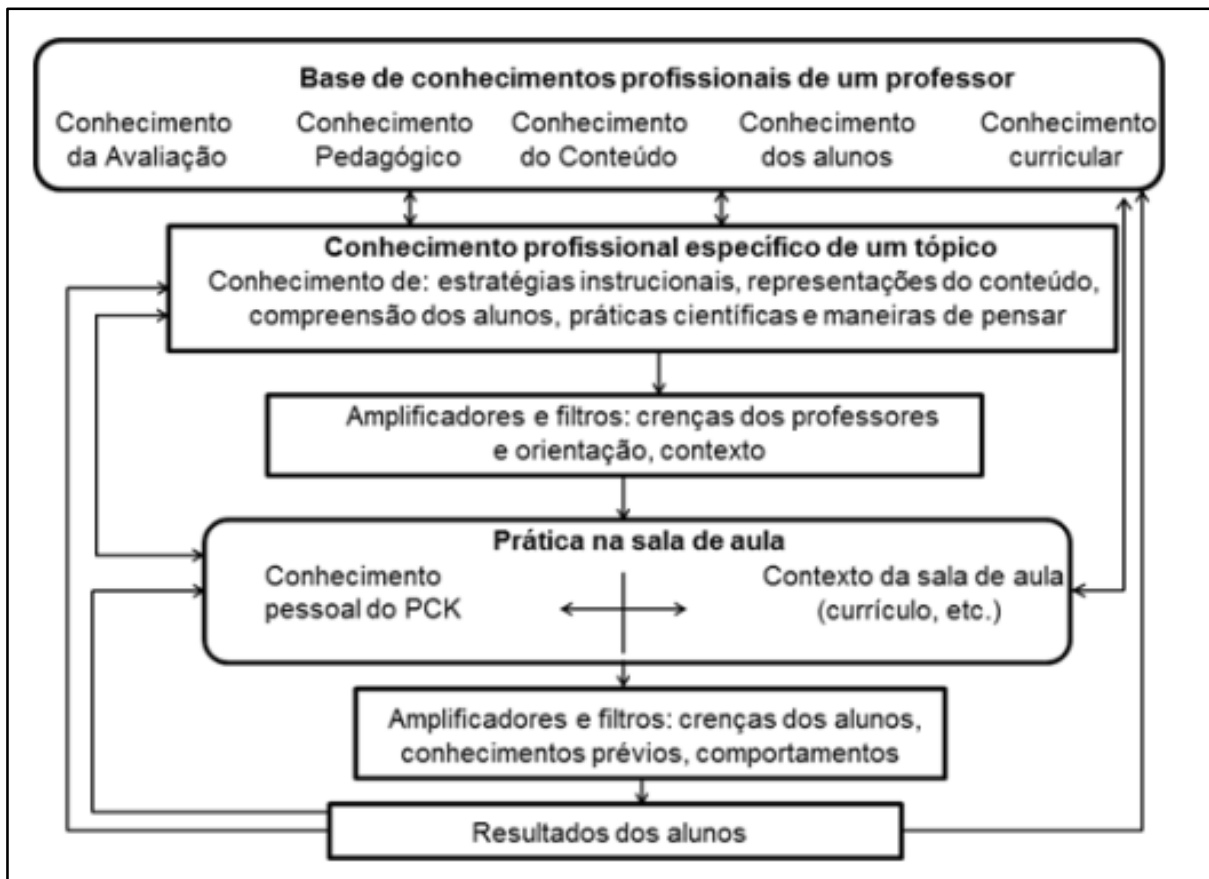 Base de conhecimentos profissionais de um professor
Conhecimento da Avaliação
Conhecimento Pedagógico
Conhecimento do Conteúdo
Conhecimento dos alunos
Conhecimento curricular
Conhecimento profissional específico de um tópico
Conhecimento de: estratégias instrucionais, representações do conteúdo,
compreensão dos alunos, práticas científicas e maneiras de pensar
Amplificadores e filtros: crenças dos professores
e orientação, contexto
Prática na sala de aula
Conhecimento
pessoal do PCK
Contexto da sala de aula
(currículo, etc.)
Amplificadores e filtros: crenças dos alunos,
conhecimentos prévios, comportamentos
Resultados dos alunos